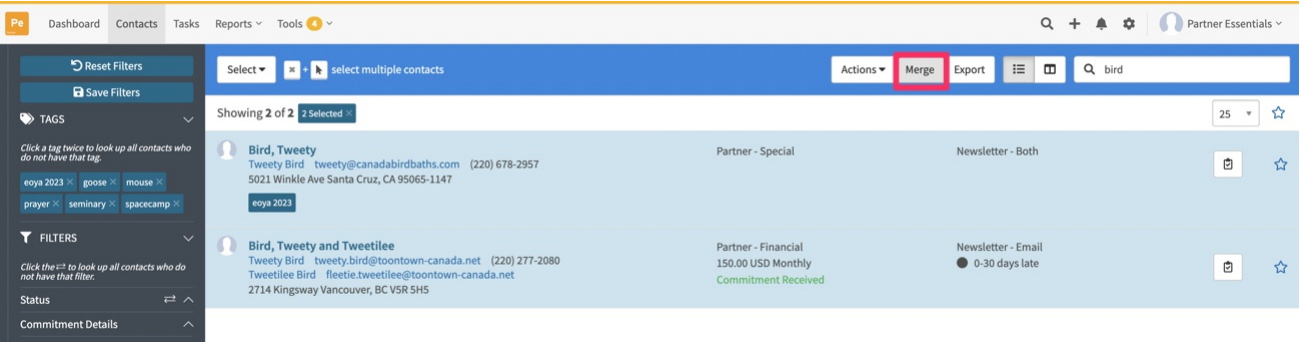 Pe Dashboard Contacts Tasks Reports Tools 4 Partner Essentials
Reset Filters
Save Filters
TAGS
Click a tag twice to look up all contacts who
do not have that tag.
eoya 2023 × goose × mouse ×
prayer × seminary × spacecamp ×
FILTERS
Click the ⇄ to look up all contacts who do
not have that filter.
Status
Commitment Details
Select ⌘ + select multiple contacts Actions Merge Export bird
Showing 2 of 2 2 Selected × 25
Bird, Tweety Partner - Special Newsletter - Both
Tweety Bird tweety@canadabirdbaths.com (220) 678-2957
5021 Winkle Ave Santa Cruz, CA 95065-1147
eoya 2023
Bird, Tweety and Tweetilee Partner - Financial Newsletter - Email
Tweety Bird tweety.bird@toontown-canada.net (220) 277-2080 150.00 USD Monthly 0-30 days late
Tweetilee Bird fleetie.tweetilee@toontown-canada.net Commitment Received
2714 Kingsway Vancouver, BC V5R 5H5